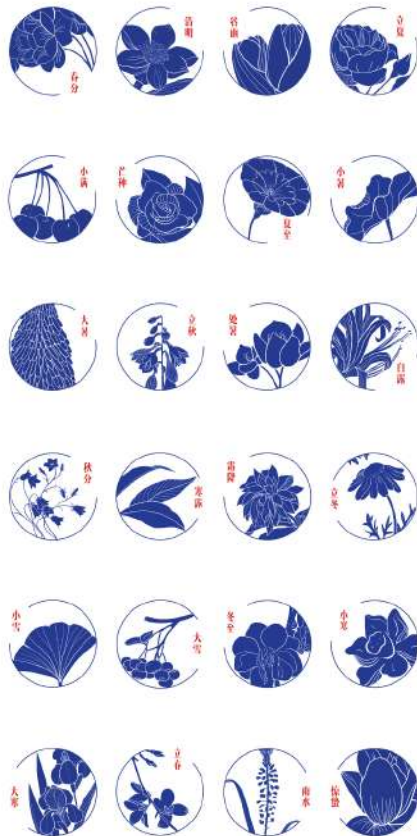 春分
清明
谷雨
立夏
小满
芒种
夏至
小暑
大暑
立秋
处暑
白露
秋分
寒露
霜降
立冬
小雪
大雪
冬至
小寒
大寒
立春
雨水
惊蛰